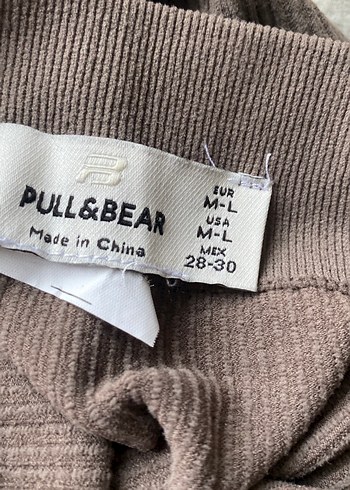 PULL&BEAR
Made in China
EUR
M-L
USA
M-L
MEX
28-30